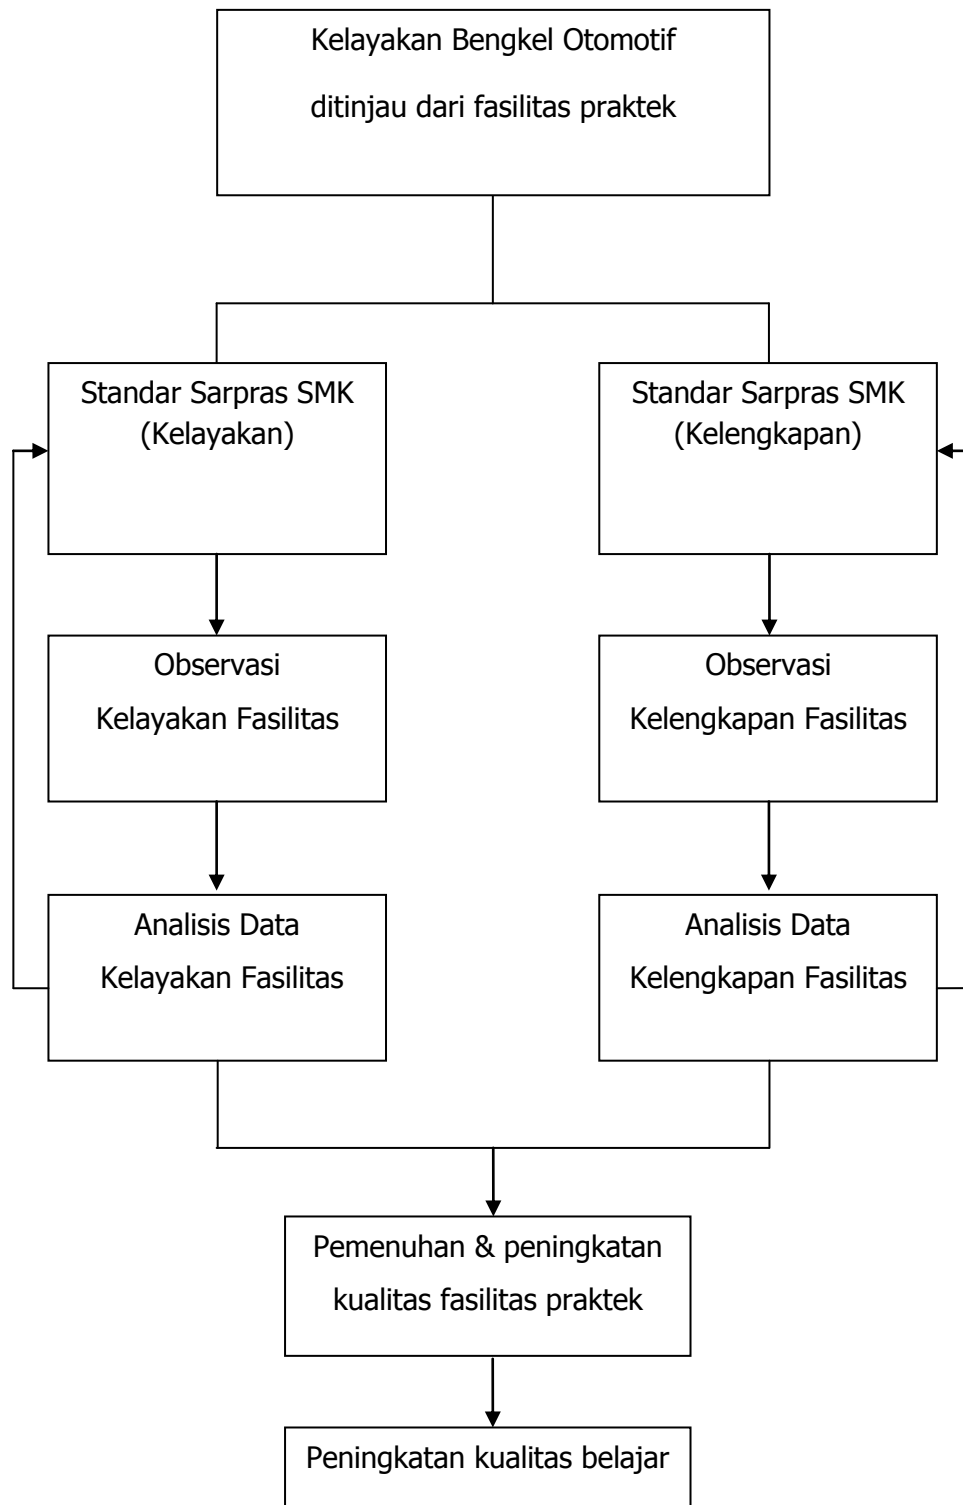 Kelayakan Bengkel Otomotif
ditinjau dari fasilitas praktek
Standar Sarpras SMK
(Kelayakan)
Standar Sarpras SMK
(Kelengkapan)
Observasi
Kelayakan Fasilitas
Observasi
Kelengkapan Fasilitas
Analisis Data
Kelayakan Fasilitas
Analisis Data
Kelengkapan Fasilitas
Pemenuhan & peningkatan
kualitas fasilitas praktek
Peningkatan kualitas belajar